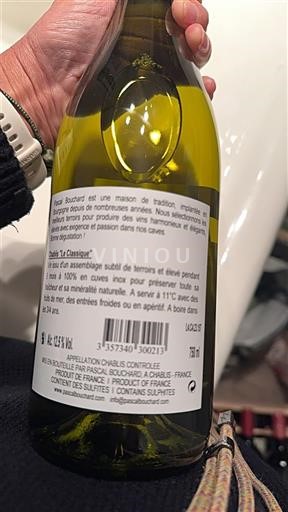 Pascal Bouchard est une maison de tradition, implantée en
Bourgogne depuis de nombreuses années. Nous sélectionnons les
meilleurs terroirs pour produire des vins harmonieux et élégants,
élevés avec exigence et passion dans nos caves.
Bonne dégustation !
Chablis "Le Classique"
Vin issu d'un assemblage subtil de terroirs et élevé pendant
mois à 100% en cuves inox pour préserver toute sa
fraîcheur et sa minéralité naturelle. A servir à 11°C avec des
fruits de mer, des entrées froides ou en apéritif. A boire dans
les 3/4 ans.
VINIOU
Alc 12.5 % Vol.
3 357340 300213
750 ml
APPELLATION CHABLIS CONTROLÉE
MIS EN BOUTEILLE PAR PASCAL BOUCHARD, A CHABLIS - FRANCE
PRODUIT DE FRANCE | PRODUCT OF FRANCE
CONTIENT DES SULFITES | CONTAINS SULPHITES
www.pascalbouchard.com info@pascalbouchard.com